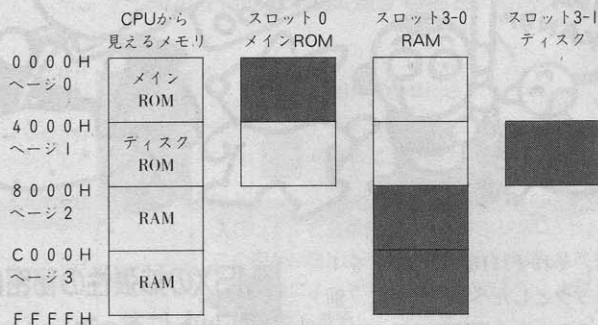 CPUから
見えるメモリ
スロット0
メインROM
スロット3-0
RAM
スロット3-1
ディスク
0000H
ページ0
メイン
ROM
4000H
ページ1
ディスク
ROM
8000H
ページ2
RAM
C000H
ページ3
RAM
FFFFH